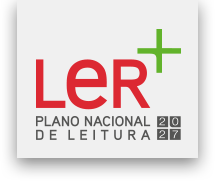 LeR+
PLANO NACIONAL 20
DE LEITURA 27